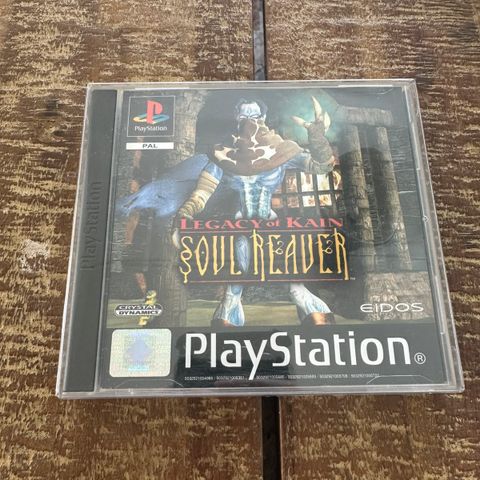 PlayStation
PlayStation
PAL
LEGACY of KAIN
SOUL REAVER
CRYSTAL
DYNAMICS
EIDOS
PlayStation